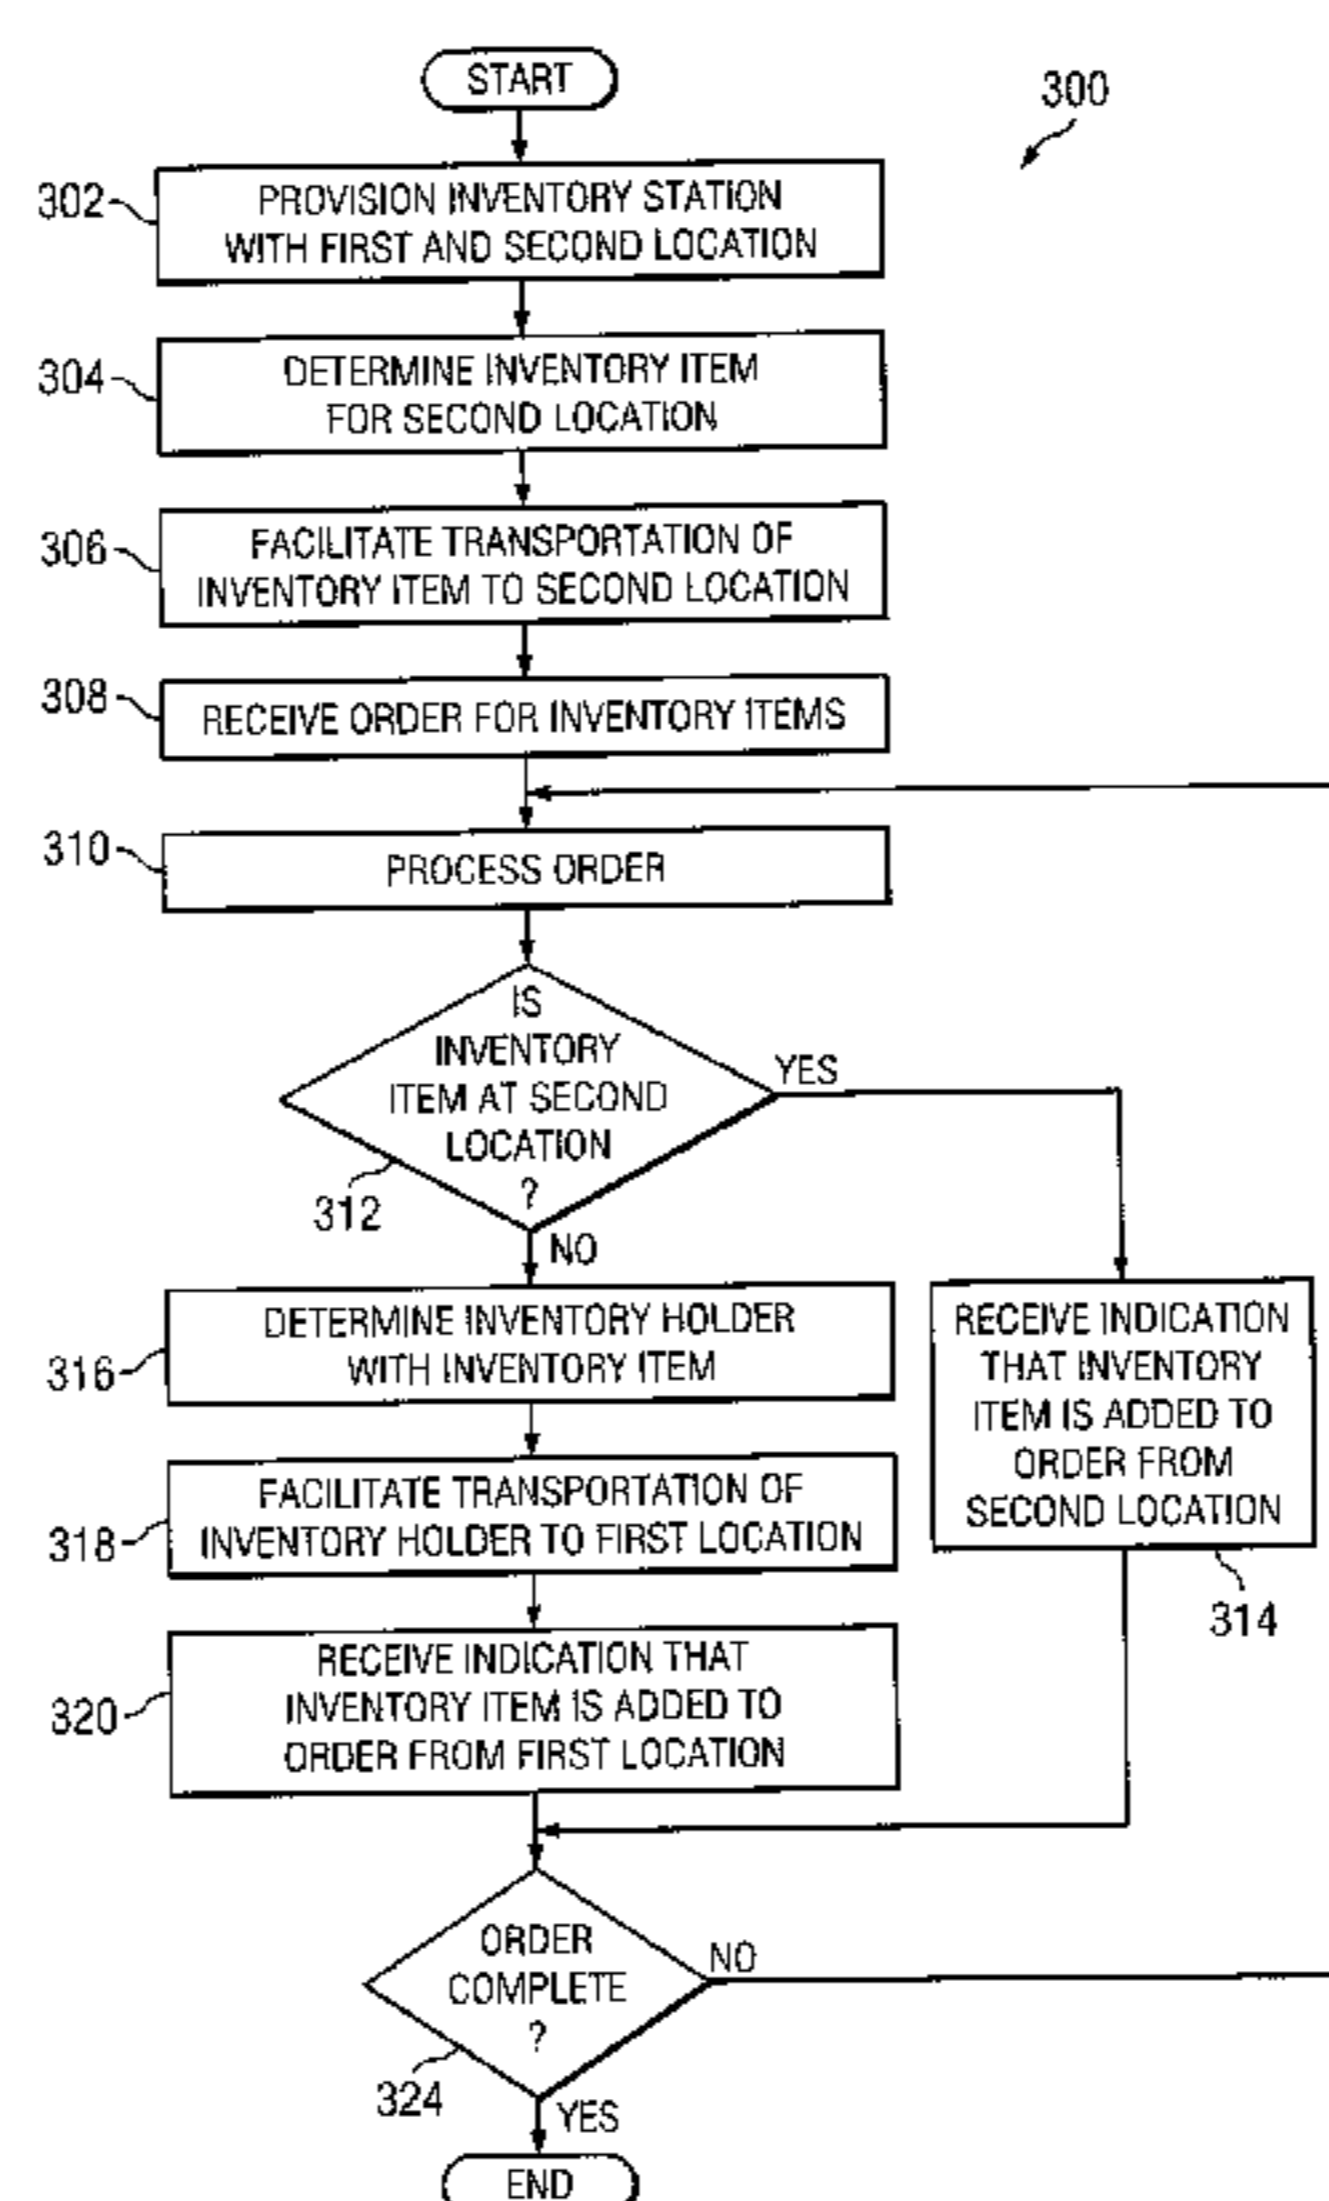 START
300
302
PROVISION INVENTORY STATION
WITH FIRST AND SECOND LOCATION
304
DETERMINE INVENTORY ITEM
FOR SECOND LOCATION
306
FACILITATE TRANSPORTATION OF
INVENTORY ITEM TO SECOND LOCATION
308
RECEIVE ORDER FOR INVENTORY ITEMS
310
PROCESS ORDER
IS
INVENTORY
ITEM AT SECOND
LOCATION
?
312
YES
NO
316
DETERMINE INVENTORY HOLDER
WITH INVENTORY ITEM
RECEIVE INDICATION
THAT INVENTORY
ITEM IS ADDED TO
ORDER FROM
SECOND LOCATION
314
318
FACILITATE TRANSPORTATION OF
INVENTORY HOLDER TO FIRST LOCATION
320
RECEIVE INDICATION THAT
INVENTORY ITEM IS ADDED TO
ORDER FROM FIRST LOCATION
ORDER
COMPLETE
?
324
NO
YES
END